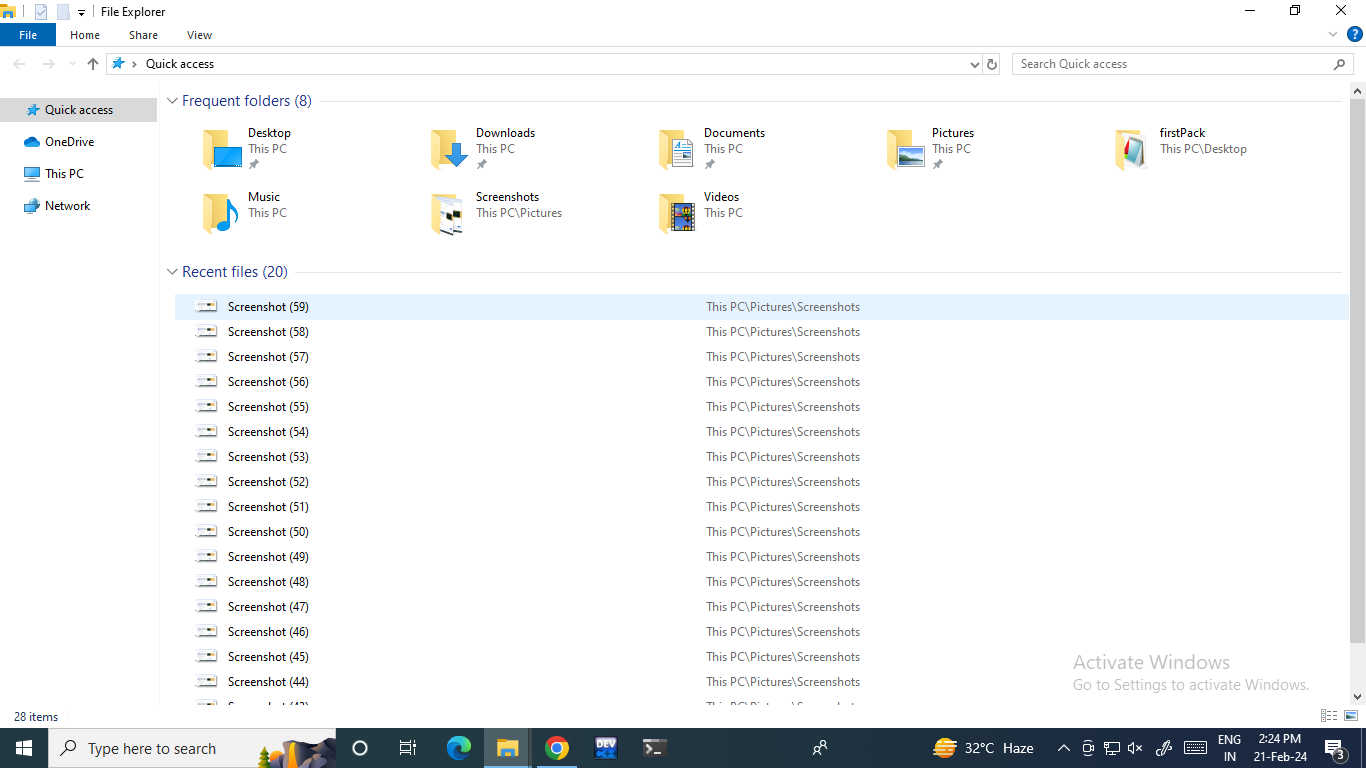 File Explorer
File Home Share View
Quick access
Search Quick access
Quick access
OneDrive
This PC
Network
Frequent folders (8)
Desktop
This PC
Downloads
This PC
Documents
This PC
Pictures
This PC
firstPack
This PC\Desktop
Music
This PC
Screenshots
This PC\Pictures
Videos
This PC
Recent files (20)
Screenshot (59) This PC\Pictures\Screenshots
Screenshot (58) This PC\Pictures\Screenshots
Screenshot (57) This PC\Pictures\Screenshots
Screenshot (56) This PC\Pictures\Screenshots
Screenshot (55) This PC\Pictures\Screenshots
Screenshot (54) This PC\Pictures\Screenshots
Screenshot (53) This PC\Pictures\Screenshots
Screenshot (52) This PC\Pictures\Screenshots
Screenshot (51) This PC\Pictures\Screenshots
Screenshot (50) This PC\Pictures\Screenshots
Screenshot (49) This PC\Pictures\Screenshots
Screenshot (48) This PC\Pictures\Screenshots
Screenshot (47) This PC\Pictures\Screenshots
Screenshot (46) This PC\Pictures\Screenshots
Screenshot (45) This PC\Pictures\Screenshots
Screenshot (44) This PC\Pictures\Screenshots
Activate Windows
Go to Settings to activate Windows.
28 items
Type here to search
DEV
32°C Haze
ENG
IN
2:24 PM
21-Feb-24
3